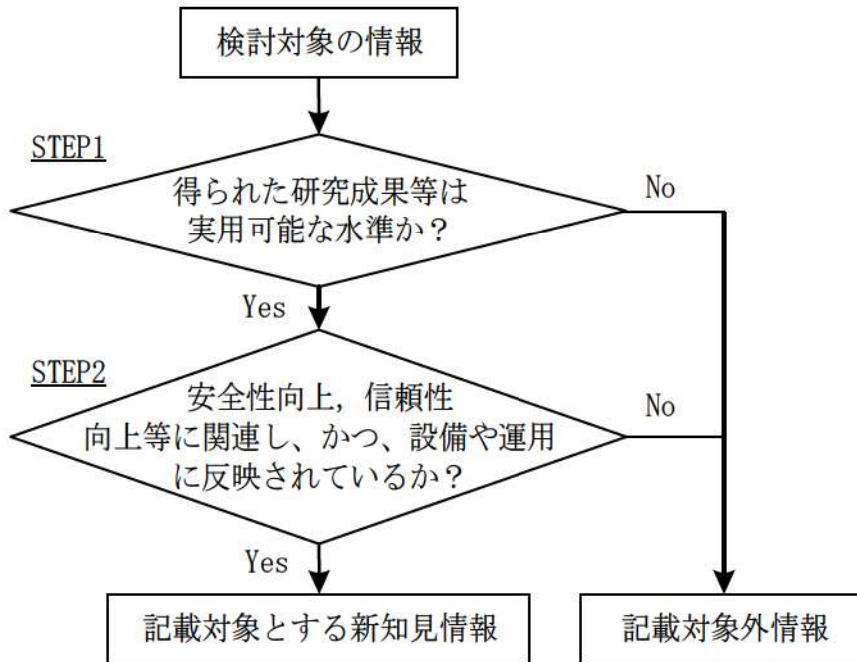 検討対象の情報
STEP1
得られた研究成果等は
実用可能な水準か？
No
Yes
STEP2
安全性向上，信頼性
向上等に関連し、かつ、設備や運用
に反映されているか？
No
Yes
記載対象とする新知見情報
記載対象外情報